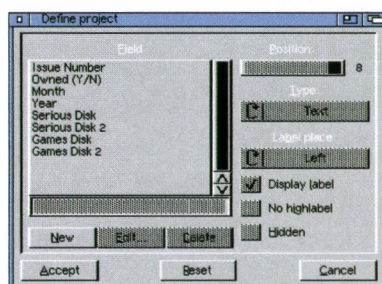 Define project
Field
Issue Number
Owned (Y/N)
Month
Year
Serious Disk
Serious Disk 2
Games Disk
Games Disk 2
New
Edit...
Delete
Position:
8
Type:
Text
Label place:
Left
Display label
No highlabel
Hidden
Accept
Reset
Cancel